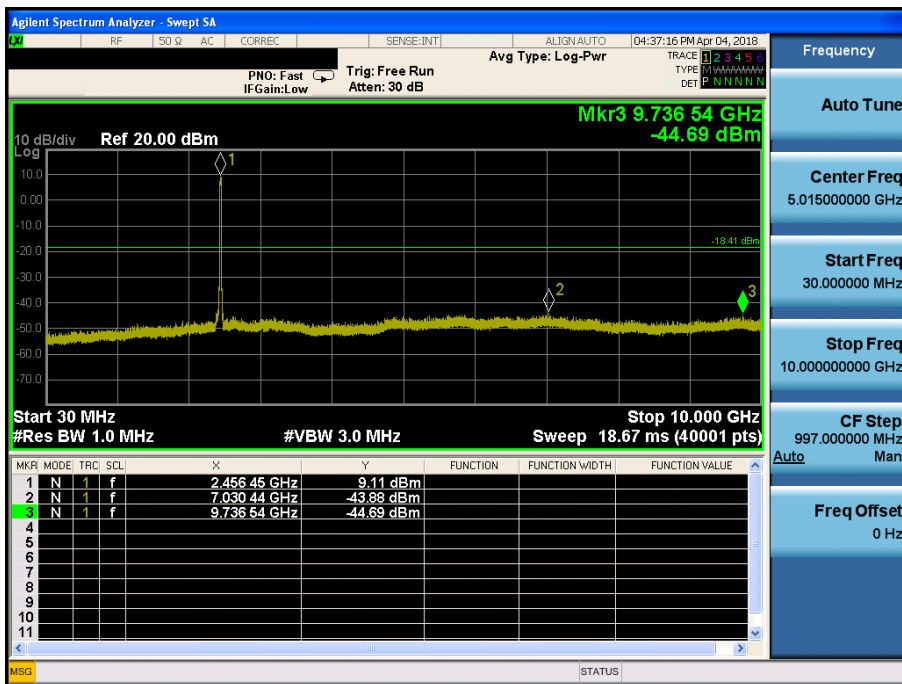 Agilent Spectrum Analyzer - Swept SA
LXI RF 50 Ω AC CORREC SENSE:INT ALIGN AUTO 04:37:16 PM Apr 04, 2018
Frequency
PNO: Fast
IFGain:Low
Trig: Free Run
Atten: 30 dB
Avg Type: Log-Pwr
TRACE 1 2 3 4 5 6
TYPE M WWWWW
DET P N N N N N
Auto Tune
Mkr3 9.736 54 GHz
-44.69 dBm
10 dB/div
Log
Ref 20.00 dBm
1
10.0
0.00
-10.0
-20.0
-30.0
-40.0
-50.0
-60.0
-70.0
-18.41 dBm
2
3
Center Freq
5.015000000 GHz
Start Freq
30.000000 MHz
Stop Freq
10.000000000 GHz
Start 30 MHz
Stop 10.000 GHz
#Res BW 1.0 MHz
#VBW 3.0 MHz
Sweep 18.67 ms (40001 pts)
CF Step
997.000000 MHz
Auto Man
MKR MODE TRC SCL X Y FUNCTION FUNCTION WIDTH FUNCTION VALUE
1 N 1 f 2.456 45 GHz 9.11 dBm
2 N 1 f 7.030 44 GHz -43.88 dBm
3 N 1 f 9.736 54 GHz -44.69 dBm
4
5
6
7
8
9
10
11
Freq Offset
0 Hz
MSG
STATUS